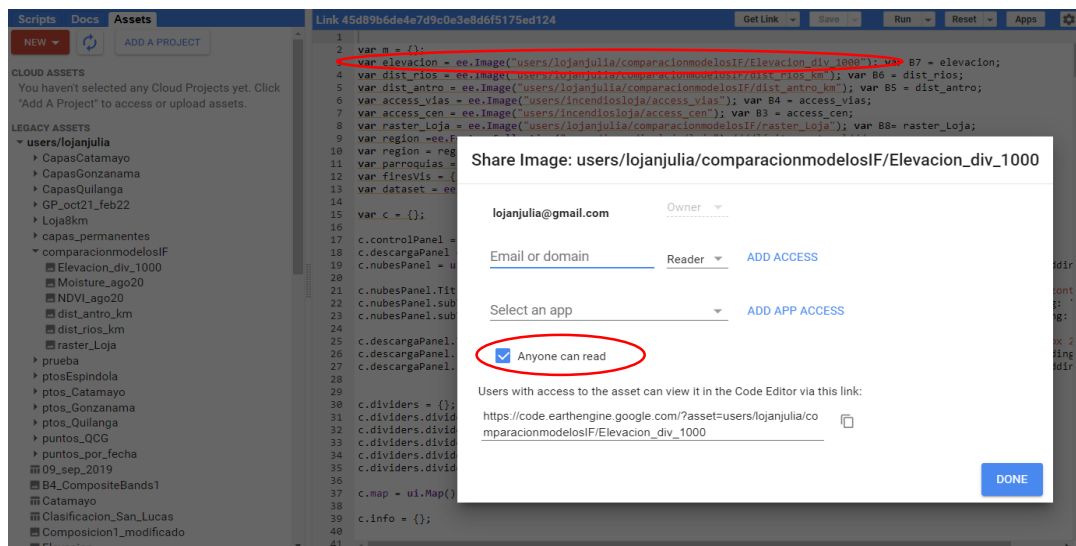 Scripts Docs Assets
NEW
ADD A PROJECT
CLOUD ASSETS
You haven't selected any Cloud Projects yet. Click
"Add A Project" to access or upload assets.
LEGACY ASSETS
users/lojanjulia
CapasCatamayo
CapasGonzanama
CapasQuilanga
GP_oct21_feb22
Loja8km
capas_permanentes
comparacionmodelosIF
Elevacion_div_1000
Moisture_ago20
NDVI_ago20
dist_antro_km
dist_rios_km
raster_Loja
prueba
ptosEspindola
ptos_Catamayo
ptos_Gonzanama
ptos_Quilanga
puntos_QCG
puntos_por_fecha
09_sep_2019
B4_CompositeBands1
Catamayo
Clasificacion_San_Lucas
Composicion1_modificado
Link 45d89b6de4e7d9c0e3e8d6f5175ed124
Get Link Save Run Reset Apps
1
2 var m = {};
3 var elevacion = ee.Image("users/lojanjulia/comparacionmodelosIF/Elevacion_div_1000"); var B7 = elevacion;
4 var dist_rios = ee.Image("users/lojanjulia/comparacionmodelosIF/dist_rios_km"); var B6 = dist_rios;
5 var dist_antro = ee.Image("users/lojanjulia/comparacionmodelosIF/dist_antro_km"); var B5 = dist_antro;
6 var access_vias = ee.Image("users/incendiosloja/access_vias"); var B4 = access_vias;
7 var access_cen = ee.Image("users/incendiosloja/access_cen"); var B3 = access_cen;
8 var raster_Loja = ee.Image("users/lojanjulia/comparacionmodelosIF/raster_Loja"); var B8= raster_Loja;
9 var region
10 var region = reg
11 var parroquias =
12 var firesVis = {
13 var dataset = ee
14
15 var c = {};
16
17 c.controlPanel =
18 c.descargaPanel
19 c.nubesPanel = u
20
21 c.nubesPanel.Tit
22 c.nubesPanel.sub
23 c.nubesPanel.sub
24
25 c.descargaPanel.
26 c.descargaPanel.
27 c.descargaPanel.
28
29
30 c.dividers = {};
31 c.dividers.divid
32 c.dividers.divid
33 c.dividers.divid
34 c.dividers.divid
35 c.dividers.divid
36
37 c.map = ui.Map()
38
39 c.info = {};
40
41
Share Image: users/lojanjulia/comparacionmodelosIF/Elevacion_div_1000
lojanjulia@gmail.com Owner
Email or domain Reader ADD ACCESS
Select an app ADD APP ACCESS
Anyone can read
Users with access to the asset can view it in the Code Editor via this link:
https://code.earthengine.google.com/?asset=users/lojanjulia/co
mparacionmodelosIF/Elevacion_div_1000
DONE